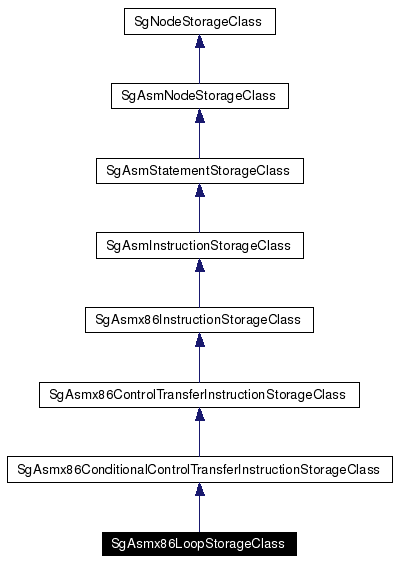 SgNodeStorageClass
SgAsmNodeStorageClass
SgAsmStatementStorageClass
SgAsmInstructionStorageClass
SgAsmx86InstructionStorageClass
SgAsmx86ControlTransferInstructionStorageClass
SgAsmx86ConditionalControlTransferInstructionStorageClass
SgAsmx86LoopStorageClass